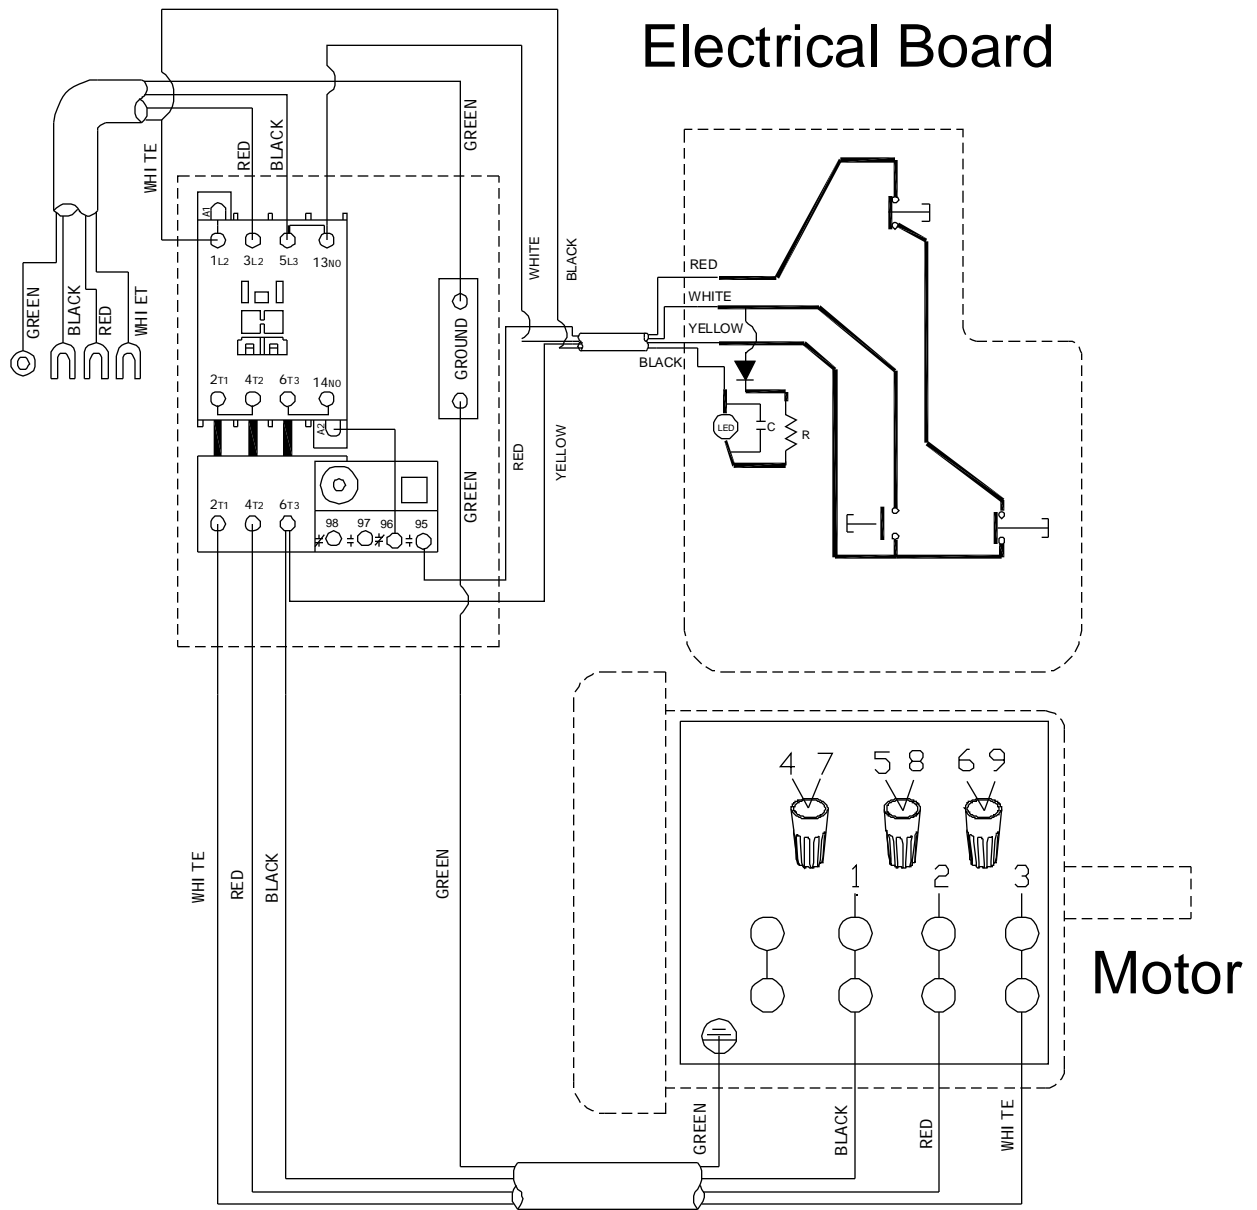 Electrical Board
GREEN
BLACK
RED
WHITE
A1
1L2 3L2 5L3 13NO
GREEN
BLACK
RED
WHIET
WHITE
BLACK
GROUND
RED
WHITE
YELLOW
BLACK
LED
C
R
2T1 4T2 6T3 14NO
A2
RED
YELLOW
GREEN
2T1 4T2 6T3
98 97 96 95
4 7 5 8 6 9
1 2 3
WHITE
RED
BLACK
GREEN
Motor
GREEN
BLACK
RED
WHITE